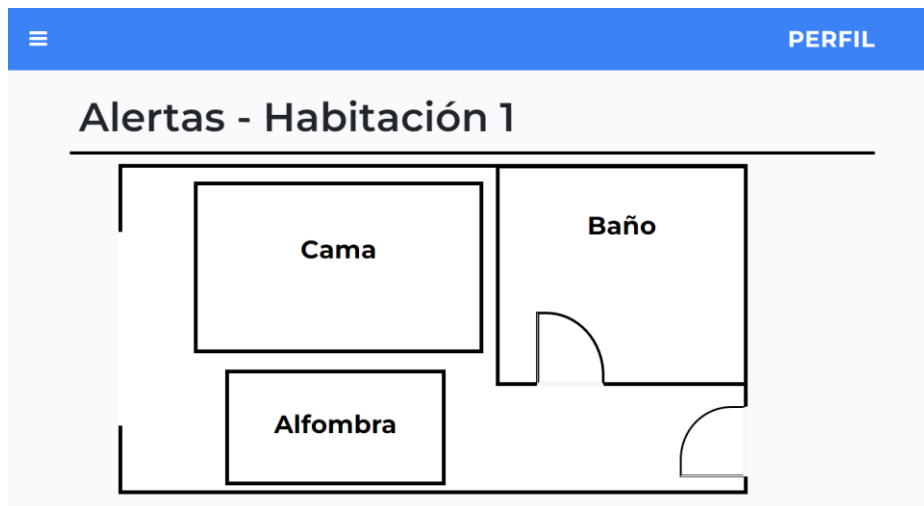 PERFIL
Alertas - Habitación 1
Baño
Cama
Alfombra